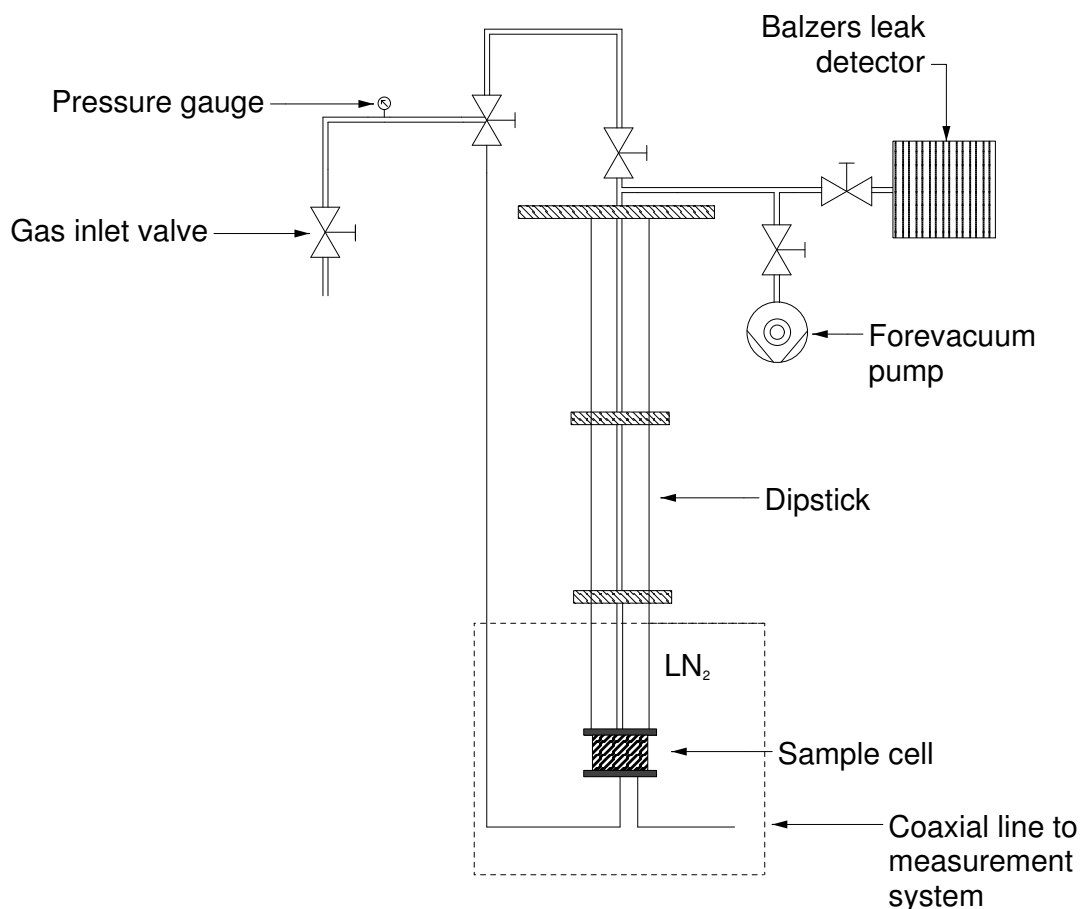 Balzers leak
detector
Pressure gauge
Gas inlet valve
Forevacuum
pump
Dipstick
LN₂
Sample cell
Coaxial line to
measurement
system